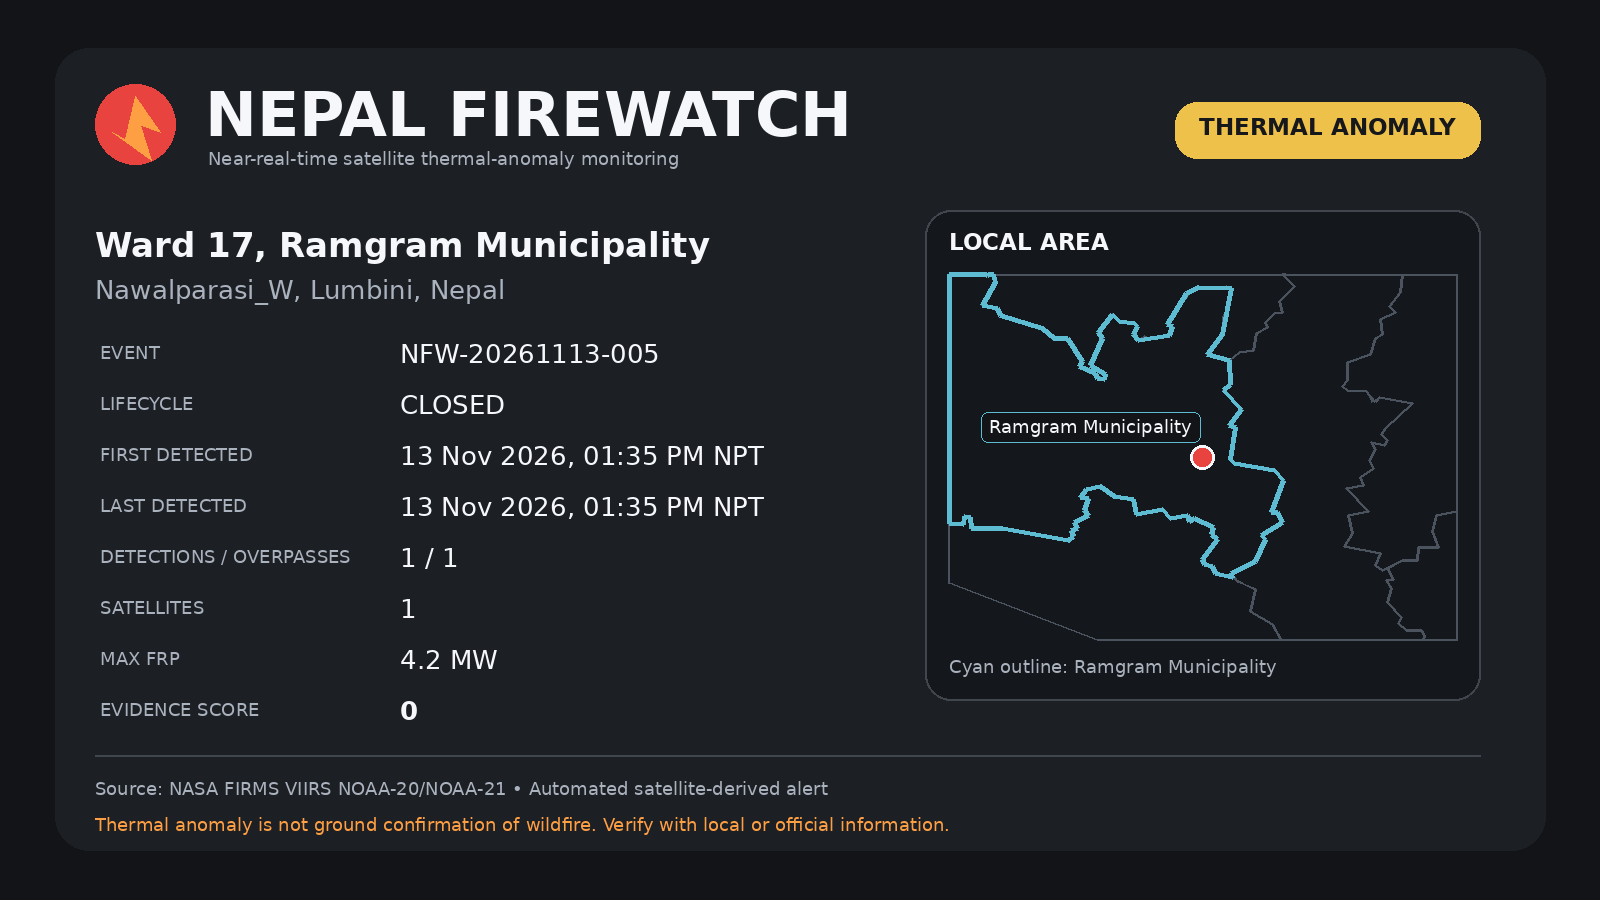 NEPAL FIREWATCH
Near-real-time satellite thermal-anomaly monitoring
THERMAL ANOMALY
Ward 17, Ramgram Municipality
Nawalparasi_W, Lumbini, Nepal
EVENT NFW-20261113-005
LIFECYCLE CLOSED
FIRST DETECTED 13 Nov 2026, 01:35 PM NPT
LAST DETECTED 13 Nov 2026, 01:35 PM NPT
DETECTIONS / OVERPASSES 1 / 1
SATELLITES 1
MAX FRP 4.2 MW
EVIDENCE SCORE 0
LOCAL AREA
Ramgram Municipality
Cyan outline: Ramgram Municipality
Source: NASA FIRMS VIIRS NOAA-20/NOAA-21 • Automated satellite-derived alert
Thermal anomaly is not ground confirmation of wildfire. Verify with local or official information.